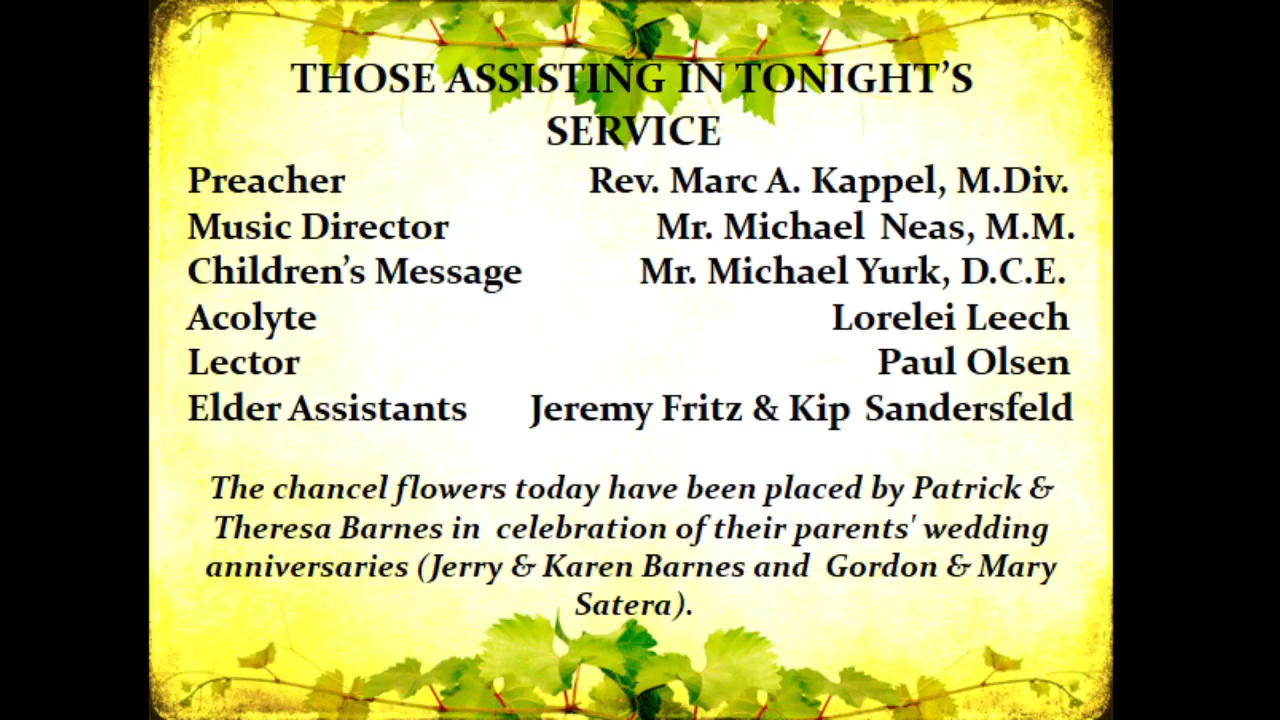 THOSE ASSISTING IN TONIGHT’S
SERVICE
Preacher Rev. Marc A. Kappel, M.Div.
Music Director Mr. Michael Neas, M.M.
Children’s Message Mr. Michael Yurk, D.C.E.
Acolyte Lorelei Leech
Lector Paul Olsen
Elder Assistants Jeremy Fritz & Kip Sandersfeld
The chancel flowers today have been placed by Patrick &
Theresa Barnes in celebration of their parents' wedding
anniversaries (Jerry & Karen Barnes and Gordon & Mary
Satera).